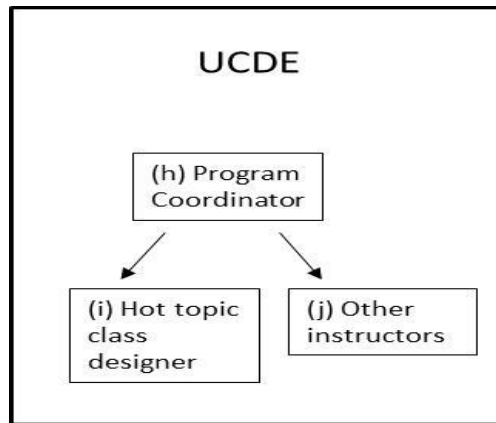 UCDE
(h) Program
Coordinator
(i) Hot topic
class
designer
(j) Other
instructors